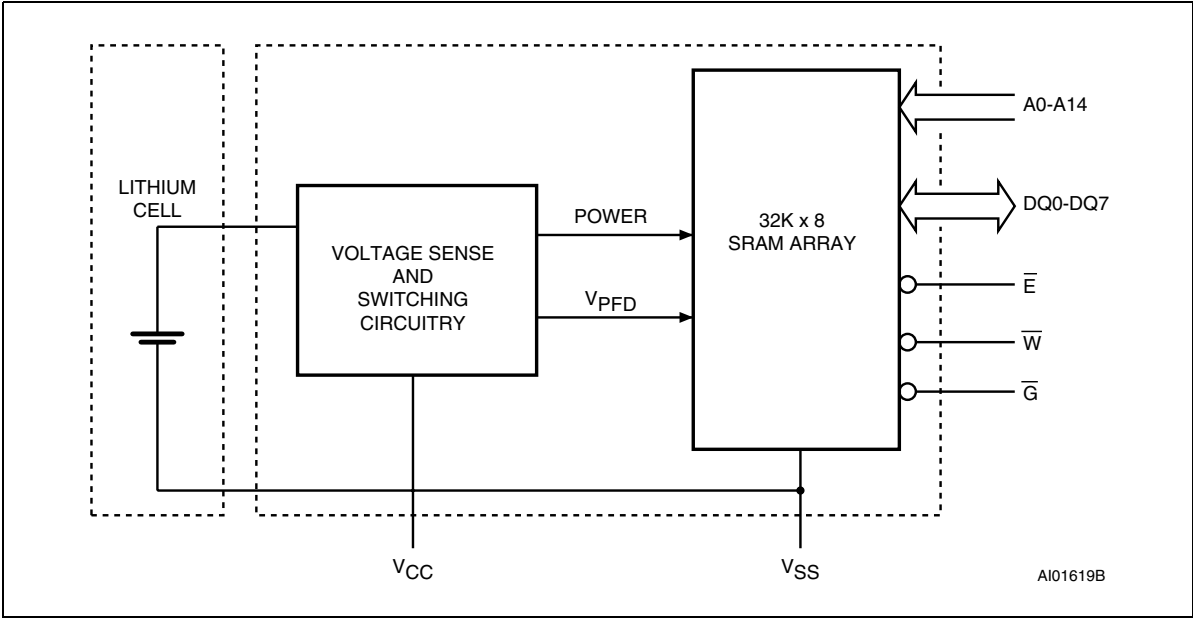 LITHIUM
CELL
VOLTAGE SENSE
AND
SWITCHING
CIRCUITRY
POWER
VPFD
32K x 8
SRAM ARRAY
A0-A14
DQ0-DQ7
E̅
W̅
G̅
VCC
VSS
AI01619B